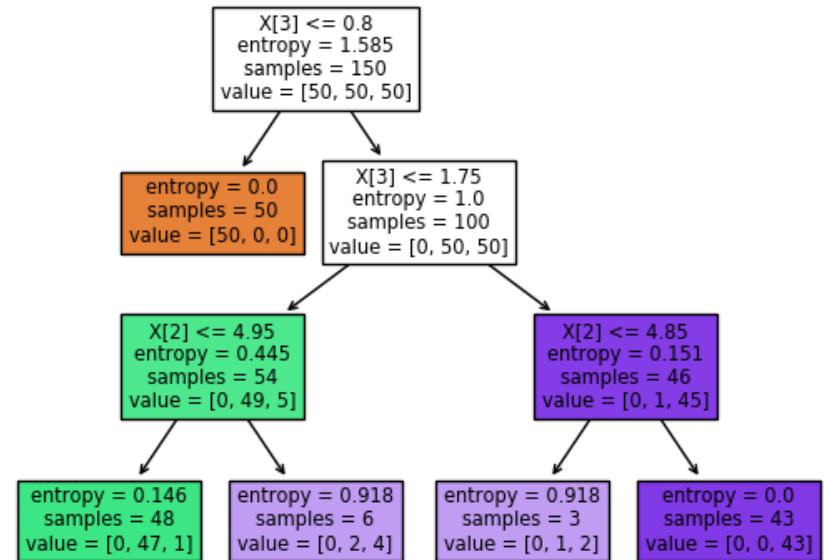 X[3] <= 0.8
entropy = 1.585
samples = 150
value = [50, 50, 50]
entropy = 0.0
samples = 50
value = [50, 0, 0]
X[3] <= 1.75
entropy = 1.0
samples = 100
value = [0, 50, 50]
X[2] <= 4.95
entropy = 0.445
samples = 54
value = [0, 49, 5]
X[2] <= 4.85
entropy = 0.151
samples = 46
value = [0, 1, 45]
entropy = 0.146
samples = 48
value = [0, 47, 1]
entropy = 0.918
samples = 6
value = [0, 2, 4]
entropy = 0.918
samples = 3
value = [0, 1, 2]
entropy = 0.0
samples = 43
value = [0, 0, 43]